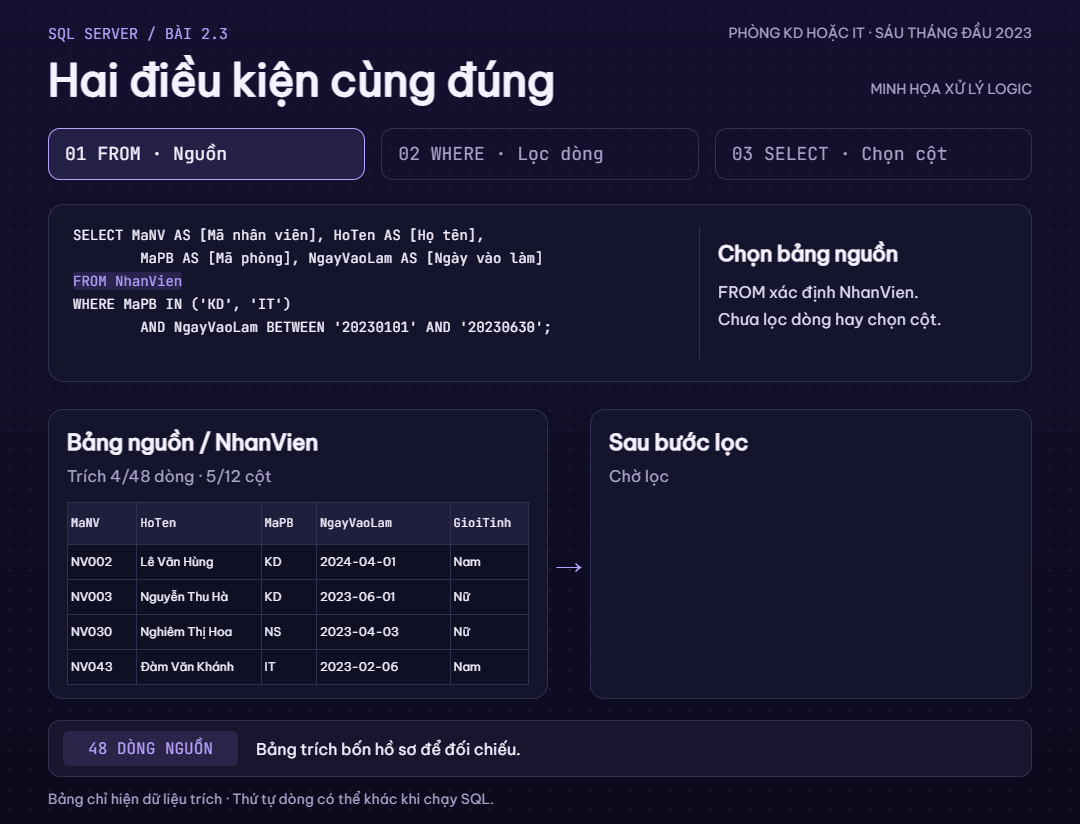 SQL SERVER / BÀI 2.3
PHÒNG KD HOẶC IT · SÁU THÁNG ĐẦU 2023
Hai điều kiện cùng đúng
MINH HỌA XỬ LÝ LOGIC
01 FROM · Nguồn
02 WHERE · Lọc dòng
03 SELECT · Chọn cột
SELECT MaNV AS [Mã nhân viên], HoTen AS [Họ tên],
MaPB AS [Mã phòng], NgayVaoLam AS [Ngày vào làm]
FROM NhanVien
WHERE MaPB IN ('KD', 'IT')
AND NgayVaoLam BETWEEN '20230101' AND '20230630';
Chọn bảng nguồn
FROM xác định NhanVien.
Chưa lọc dòng hay chọn cột.
Bảng nguồn / NhanVien
Trích 4/48 dòng · 5/12 cột
MaNV HoTen MaPB NgayVaoLam GioiTinh
NV002 Lê Văn Hùng KD 2024-04-01 Nam
NV003 Nguyễn Thu Hà KD 2023-06-01 Nữ
NV030 Nghiêm Thị Hoa NS 2023-04-03 Nữ
NV043 Đàm Văn Khánh IT 2023-02-06 Nam
→
Sau bước lọc
Chờ lọc
48 DÒNG NGUỒN
Bảng trích bốn hồ sơ để đối chiếu.
Bảng chỉ hiện dữ liệu trích · Thứ tự dòng có thể khác khi chạy SQL.